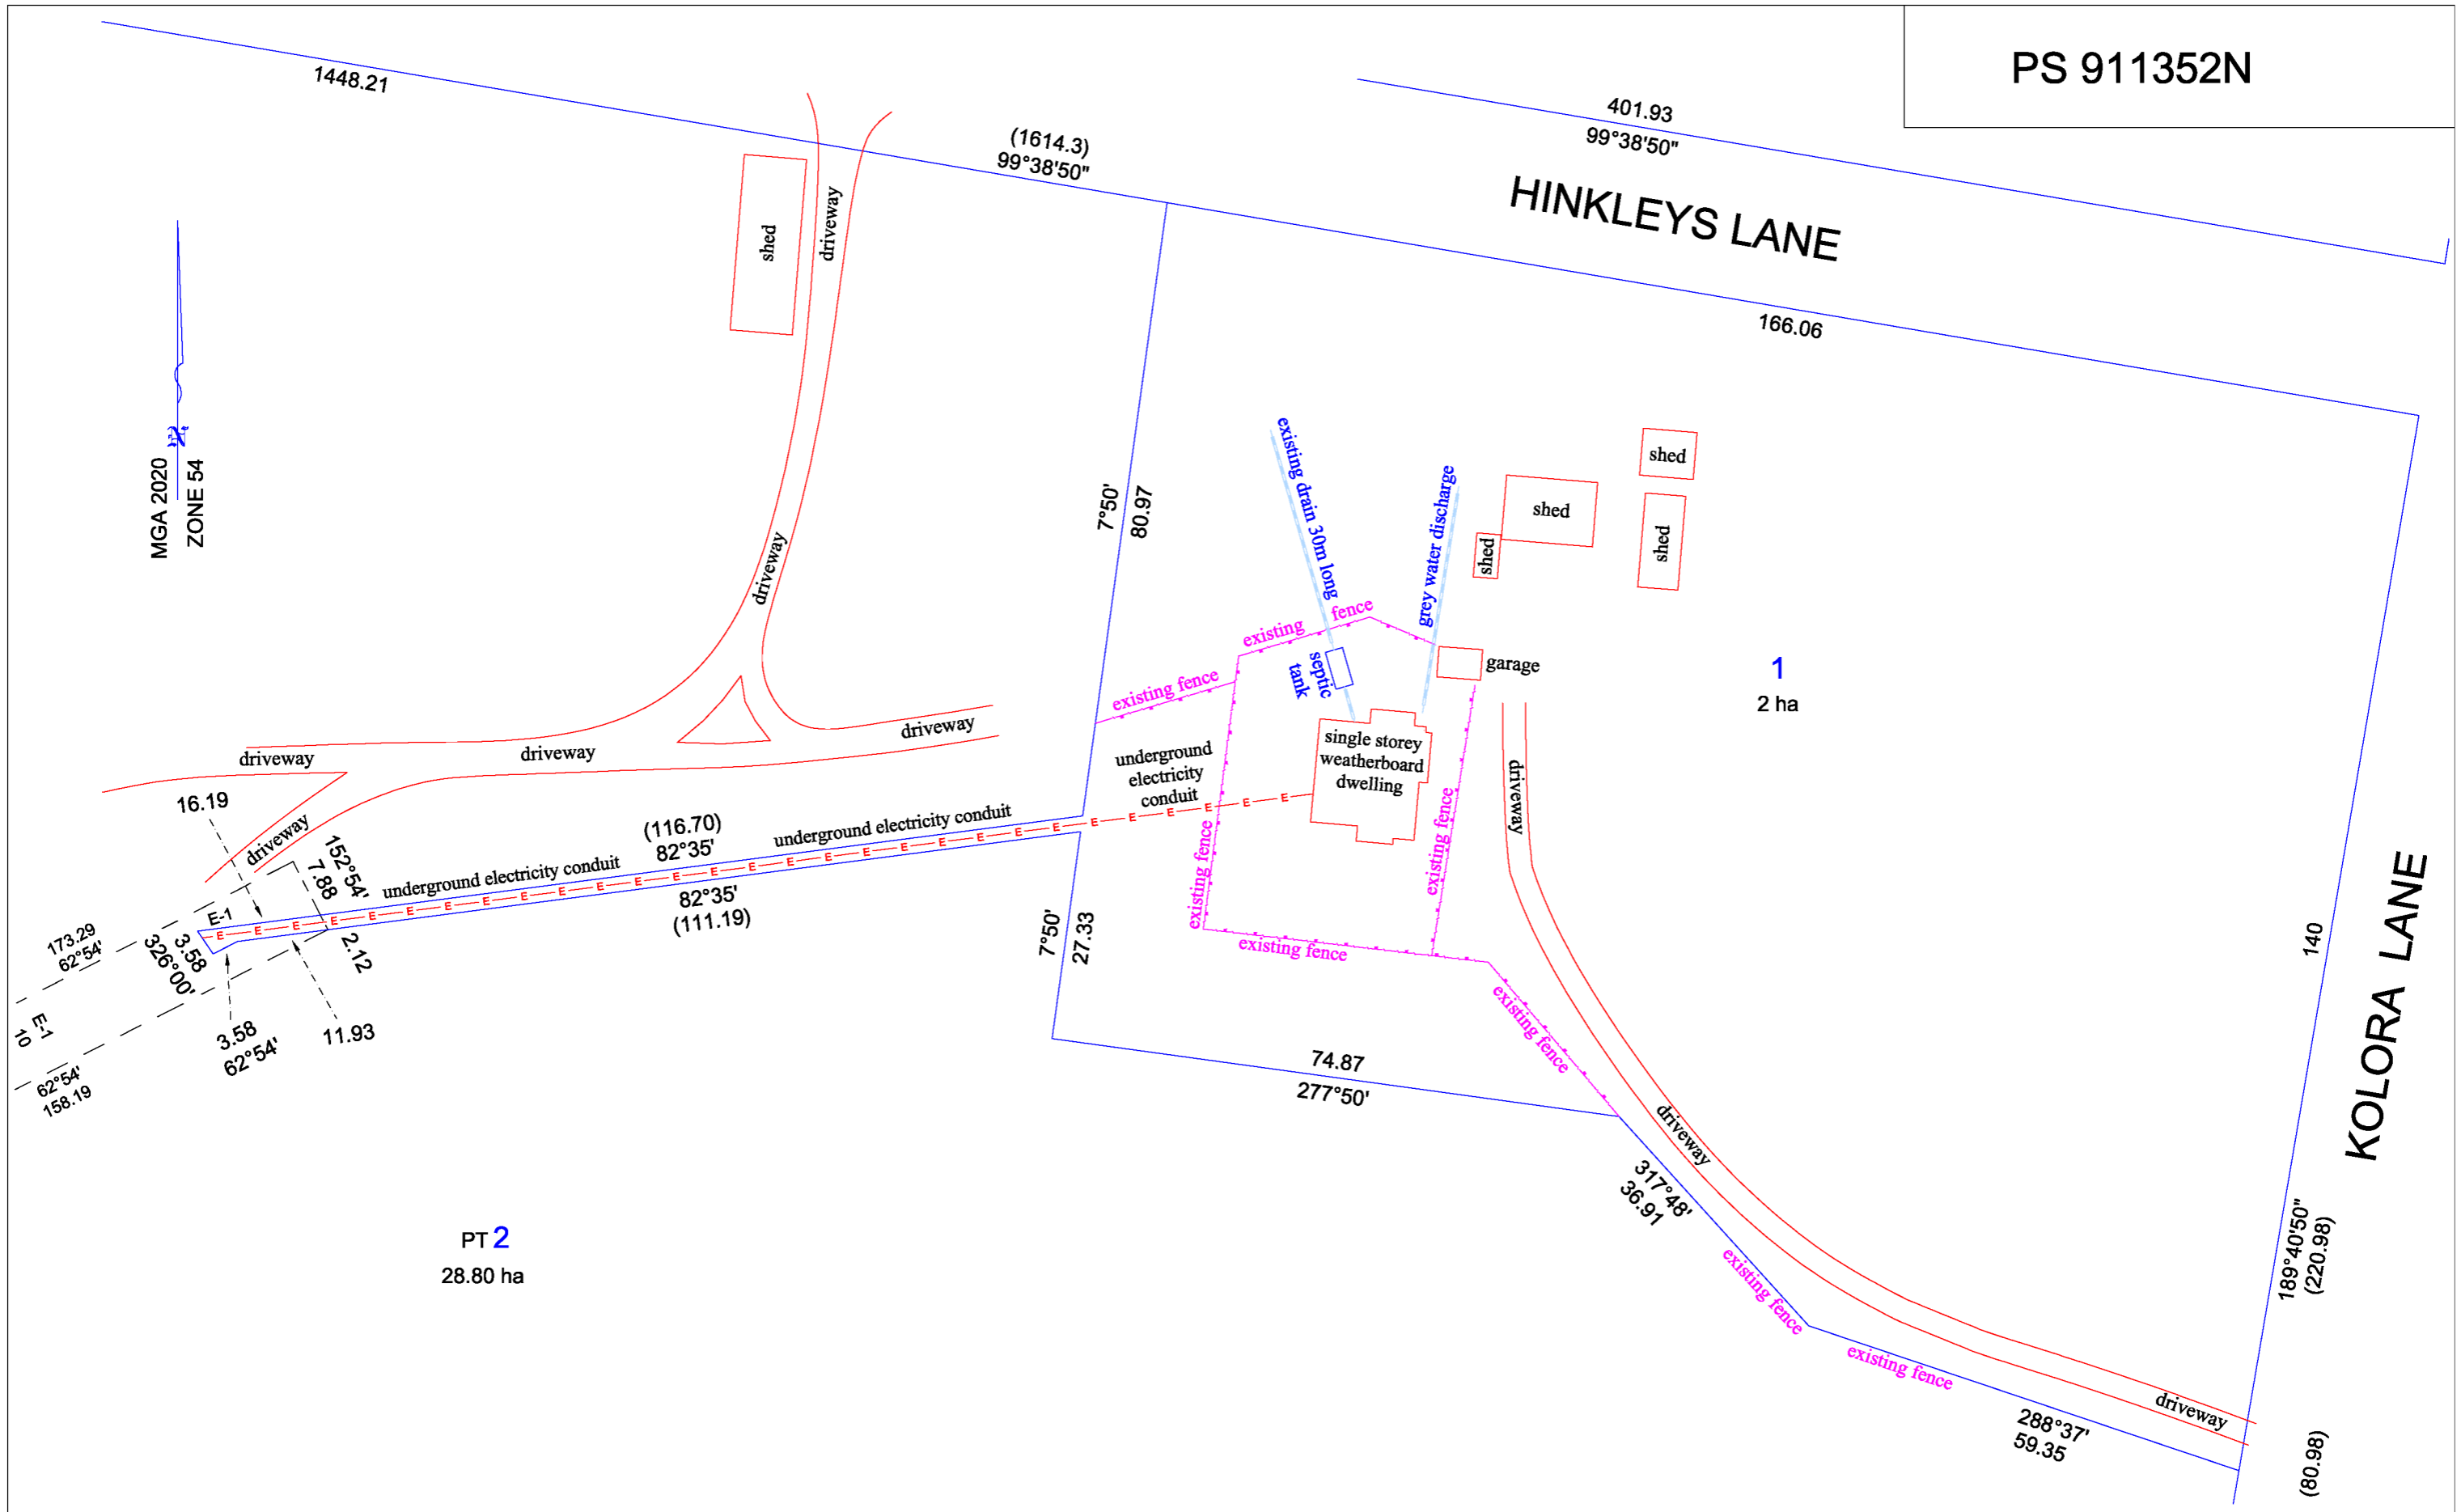 PS 911352N
1448.21
(1614.3)
99°38'50"
401.93
99°38'50"
HINKLEYS LANE
166.06
shed
driveway
MGA 2020
ZONE 54
7°50'
80.97
existing drain 30m long
grey water discharge
shed
shed
shed
shed
driveway
existing fence
existing fence
septic
tank
garage
1
2 ha
driveway
driveway
driveway
driveway
16.19
underground
electricity
conduit
single storey
weatherboard
dwelling
driveway
existing fence
existing fence
(116.70)
82°35'
underground electricity conduit
152°54'
7.88
underground electricity conduit
82°35'
(111.19)
E E E E E E E E E E E E E E E E E E E E E E E E E E E E E
E-1
173.29
62°54'
3.58
326°00'
2.12
3.58
62°54'
11.93
E-1
10
62°54'
158.19
7°50'
27.33
existing fence
existing fence
74.87
277°50'
140
KOLORA LANE
driveway
317°48'
36.91
189°40'50"
(220.98)
PT 2
28.80 ha
existing fence
existing fence
driveway
288°37'
59.35
(80.98)